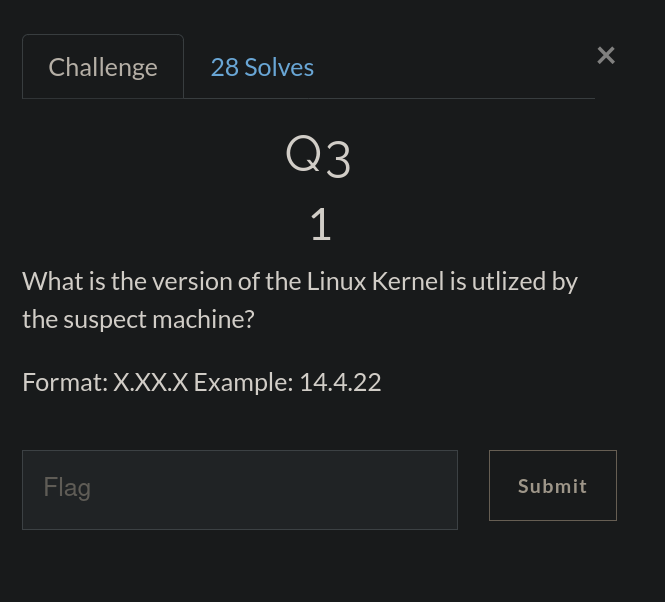 Challenge
28 Solves
×
Q3
1
What is the version of the Linux Kernel is utlized by
the suspect machine?
Format: X.XX.X Example: 14.4.22
Flag
Submit